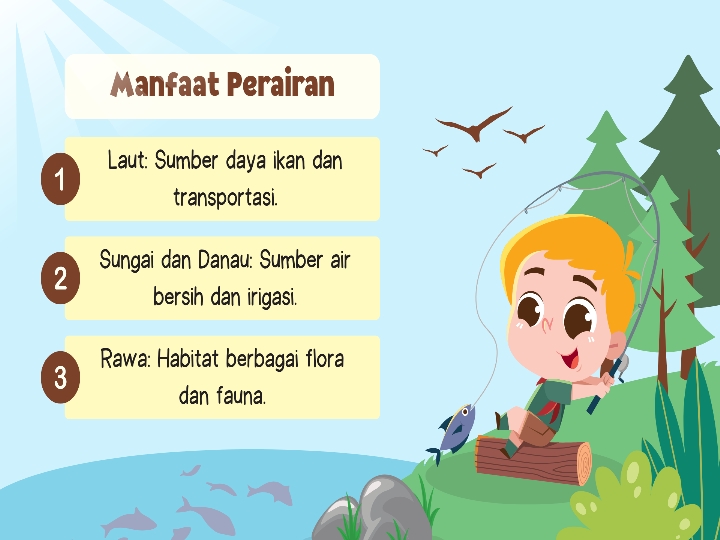 Manfaat Perairan
1
Laut: Sumber daya ikan dan
transportasi.
2
Sungai dan Danau: Sumber air
bersih dan irigasi.
3
Rawa: Habitat berbagai flora
dan fauna.